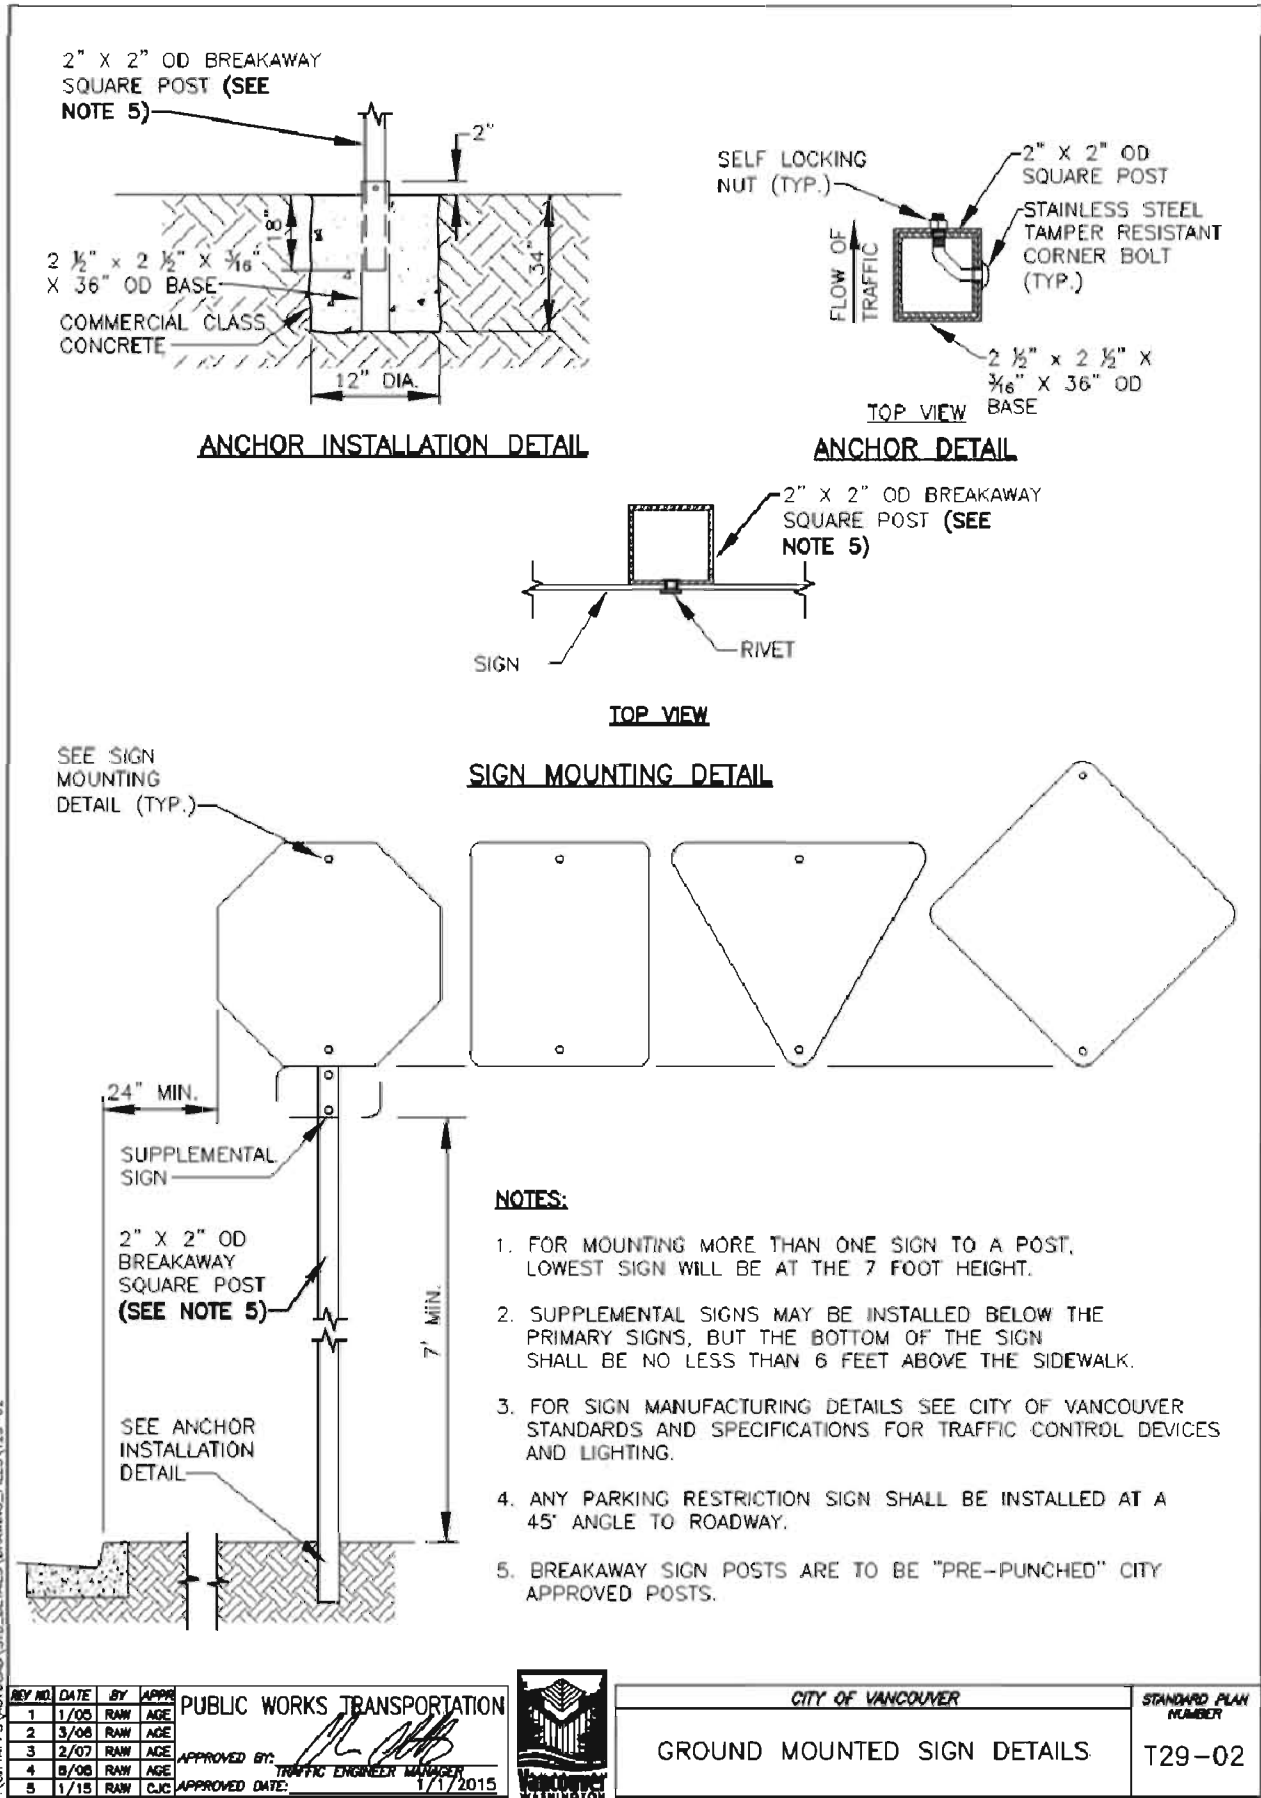 2" X 2" OD BREAKAWAY
SQUARE POST (SEE
NOTE 5)
2"
18"
34"
2 ½" x 2 ½" X 3⁄16"
X 36" OD BASE
COMMERCIAL CLASS
CONCRETE
12" DIA.
ANCHOR INSTALLATION DETAIL
SELF LOCKING
NUT (TYP.)
2" X 2" OD
SQUARE POST
STAINLESS STEEL
TAMPER RESISTANT
CORNER BOLT
(TYP.)
FLOW OF
TRAFFIC
2 ½" x 2 ½" X
3⁄16" X 36" OD
BASE
TOP VIEW
ANCHOR DETAIL
2" X 2" OD BREAKAWAY
SQUARE POST (SEE
NOTE 5)
SIGN
RIVET
TOP VIEW
SIGN MOUNTING DETAIL
SEE SIGN
MOUNTING
DETAIL (TYP.)
24" MIN.
SUPPLEMENTAL
SIGN
2" X 2" OD
BREAKAWAY
SQUARE POST
(SEE NOTE 5)
7' MIN.
SEE ANCHOR
INSTALLATION
DETAIL
NOTES:
1. FOR MOUNTING MORE THAN ONE SIGN TO A POST,
LOWEST SIGN WILL BE AT THE 7 FOOT HEIGHT.
2. SUPPLEMENTAL SIGNS MAY BE INSTALLED BELOW THE
PRIMARY SIGNS, BUT THE BOTTOM OF THE SIGN
SHALL BE NO LESS THAN 6 FEET ABOVE THE SIDEWALK.
3. FOR SIGN MANUFACTURING DETAILS SEE CITY OF VANCOUVER
STANDARDS AND SPECIFICATIONS FOR TRAFFIC CONTROL DEVICES
AND LIGHTING.
4. ANY PARKING RESTRICTION SIGN SHALL BE INSTALLED AT A
45° ANGLE TO ROADWAY.
5. BREAKAWAY SIGN POSTS ARE TO BE "PRE-PUNCHED" CITY
APPROVED POSTS.
REV NO. DATE BY APPR
1 1/05 RAW AGE
2 3/06 RAW AGE
3 2/07 RAW AGE
4 RAW AGE
5 1/15 RAW CJC
PUBLIC WORKS TRANSPORTATION
APPROVED BY:
TRAFFIC ENGINEER MANAGER
APPROVED DATE: 1/1/2015
Vancouver
WASHINGTON
CITY OF VANCOUVER
GROUND MOUNTED SIGN DETAILS
STANDARD PLAN
NUMBER
T29-02